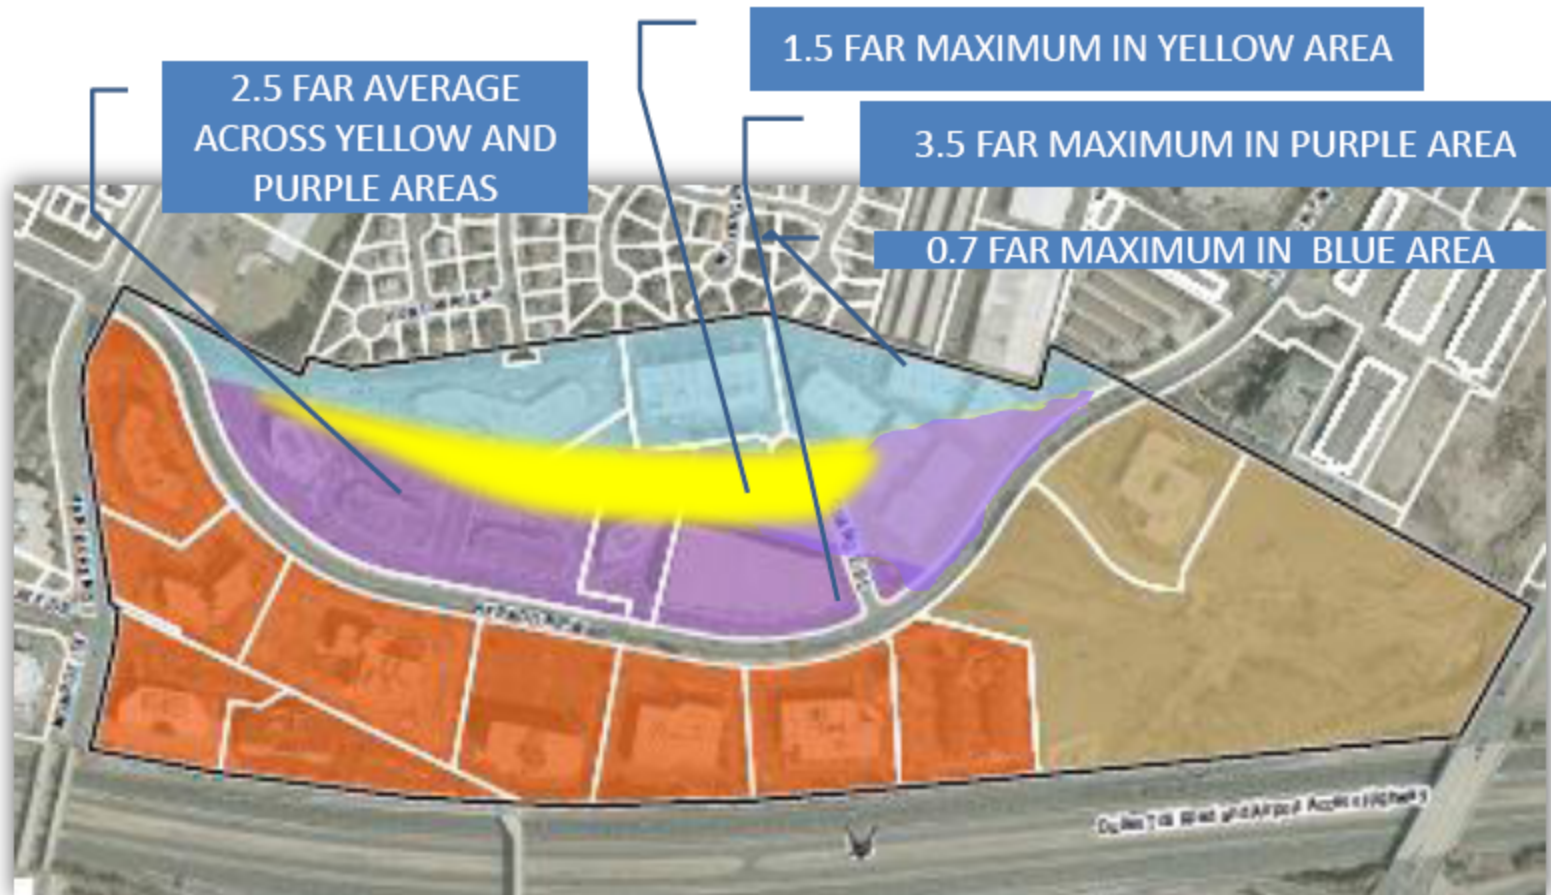 1.5 FAR MAXIMUM IN YELLOW AREA
2.5 FAR AVERAGE
ACROSS YELLOW AND
PURPLE AREAS
3.5 FAR MAXIMUM IN PURPLE AREA
0.7 FAR MAXIMUM IN BLUE AREA